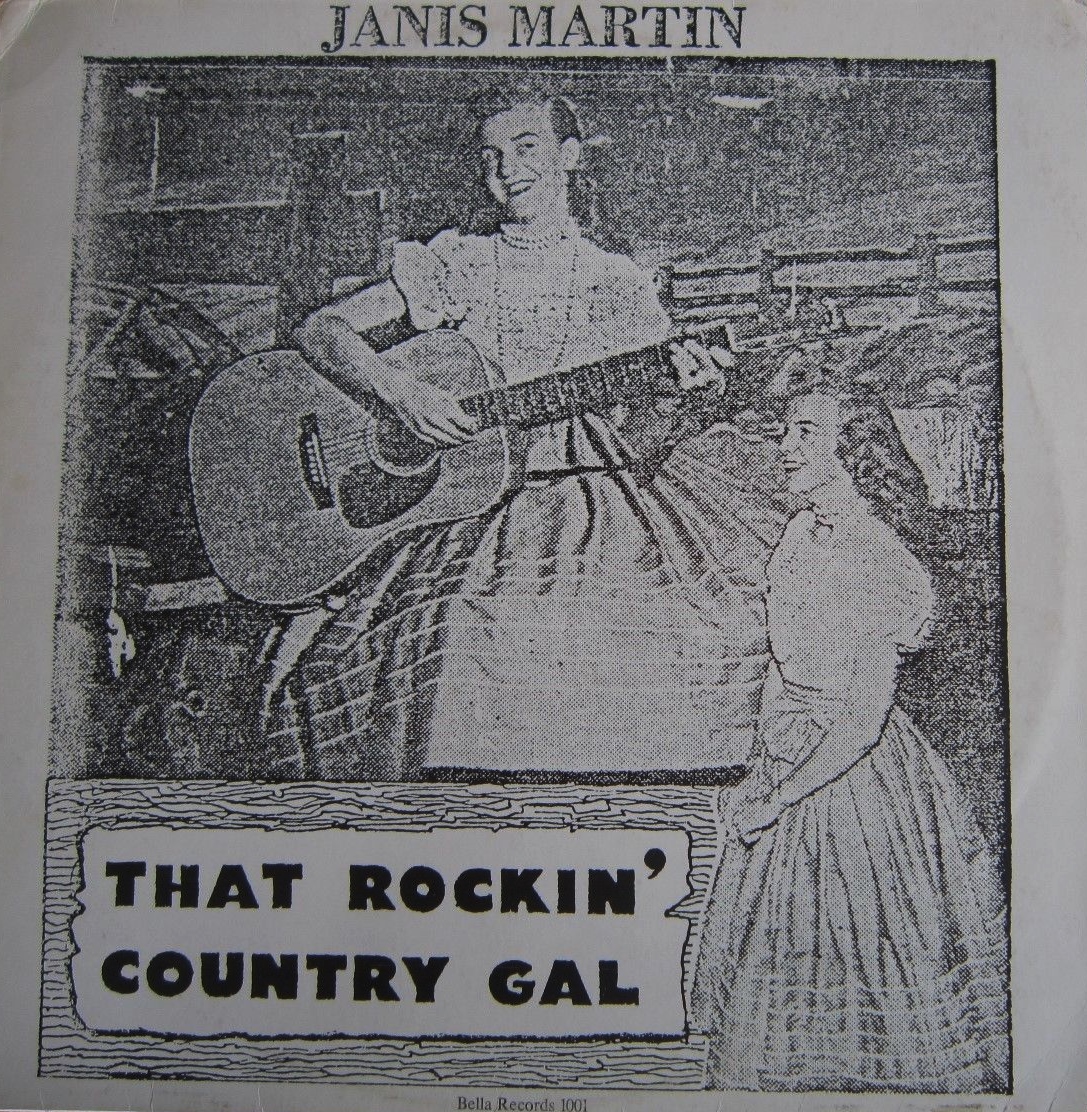 JANIS MARTIN
THAT ROCKIN'
COUNTRY GAL
Bella Records 1001